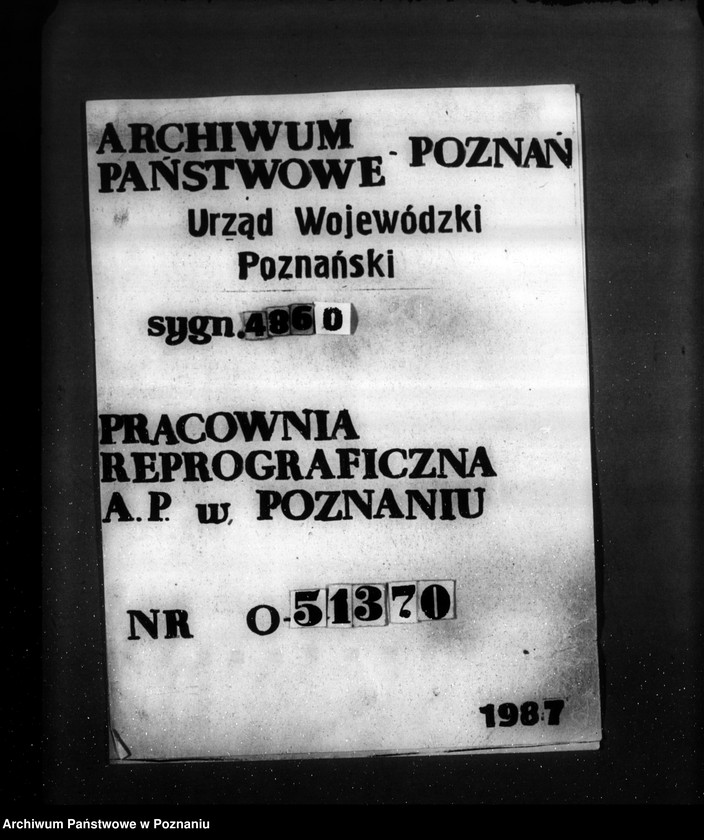 ARCHIWUM
PAŃSTWOWE - POZNAŃ
Urząd Wojewódzki
Poznański
sygn. 4860
PRACOWNIA
REPROGRAFICZNA
A.P. w. POZNANIU
NR O-51370
1987
Archiwum Państwowe w Poznaniu